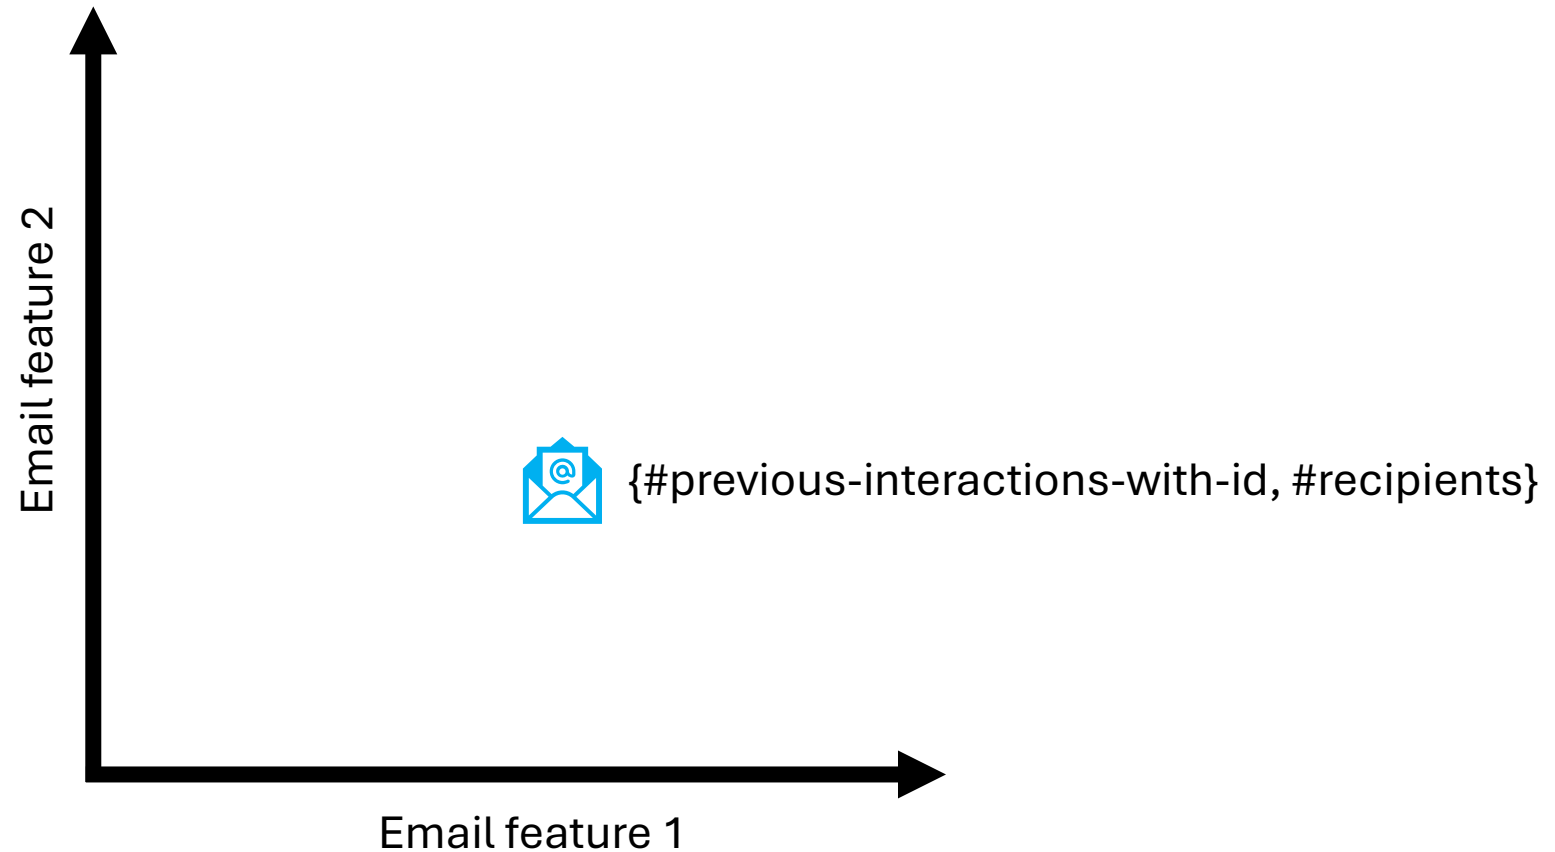 Email feature 2
@
{#previous-interactions-with-id, #recipients}
Email feature 1